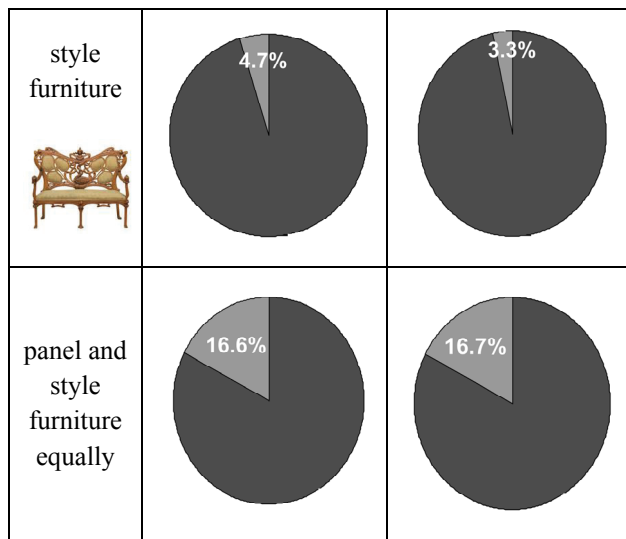 style
furniture
4.7%
3.3%
panel and
style
furniture
equally
16.6%
16.7%